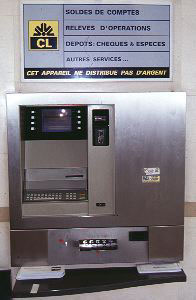 SOLDES DE COMPTES
RELEVES D'OPERATIONS
CL
DEPOTS: CHEQUES & ESPECES
AUTRES SERVICES...
CET APPAREIL NE DISTRIBUE PAS D'ARGENT